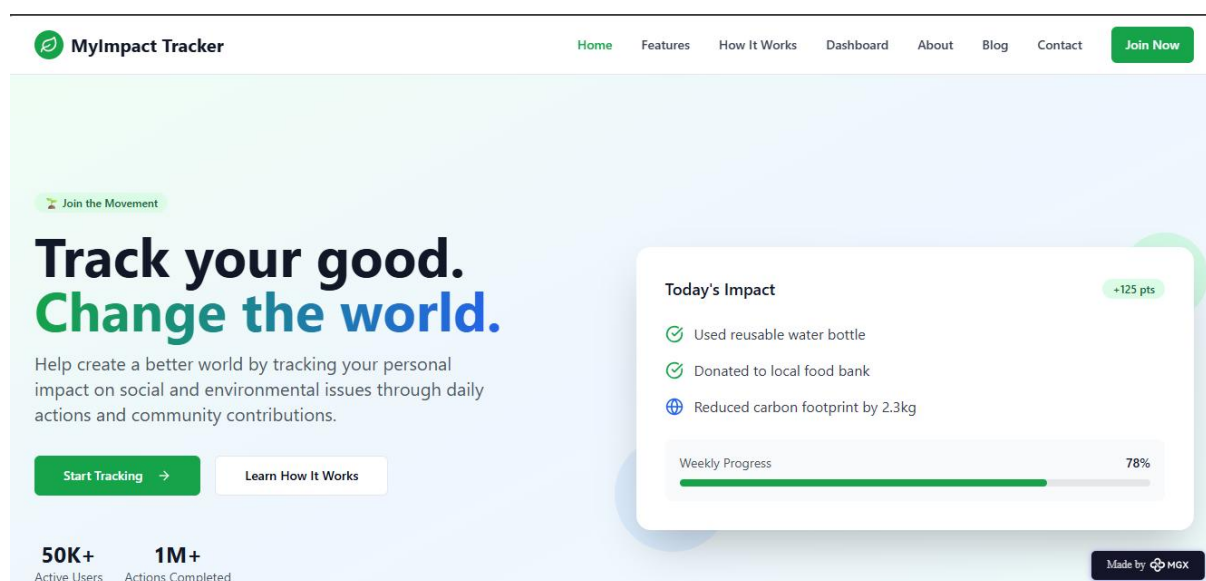 MyImpact Tracker
Home
Features
How It Works
Dashboard
About
Blog
Contact
Join Now
Join the Movement
Track your good.
Change the world.
Help create a better world by tracking your personal
impact on social and environmental issues through daily
actions and community contributions.
Start Tracking →
Learn How It Works
50K+
Active Users
1M+
Actions Completed
Today's Impact
+125 pts
Used reusable water bottle
Donated to local food bank
Reduced carbon footprint by 2.3kg
Weekly Progress
78%
Made by MGX